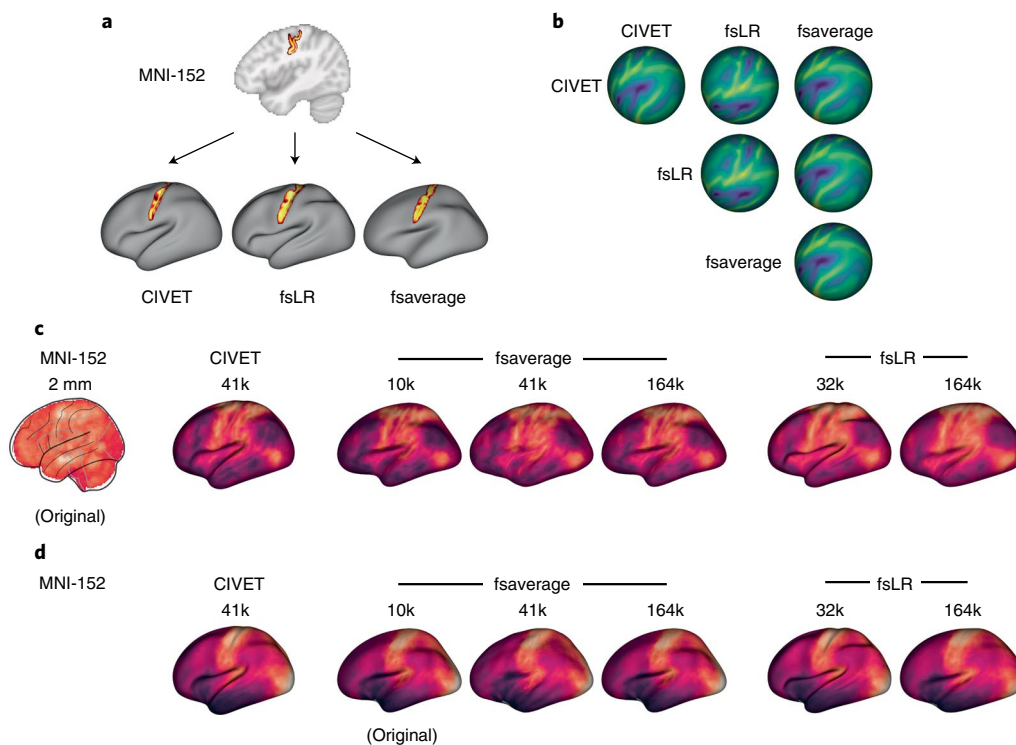 a
MNI-152
CIVET
fsLR
fsaverage
b
CIVET
fsLR
fsaverage
CIVET
fsLR
fsaverage
c
MNI-152
CIVET
fsaverage
fsLR
2 mm
41k
10k
41k
164k
32k
164k
(Original)
d
MNI-152
CIVET
fsaverage
fsLR
41k
10k
41k
164k
32k
164k
(Original)